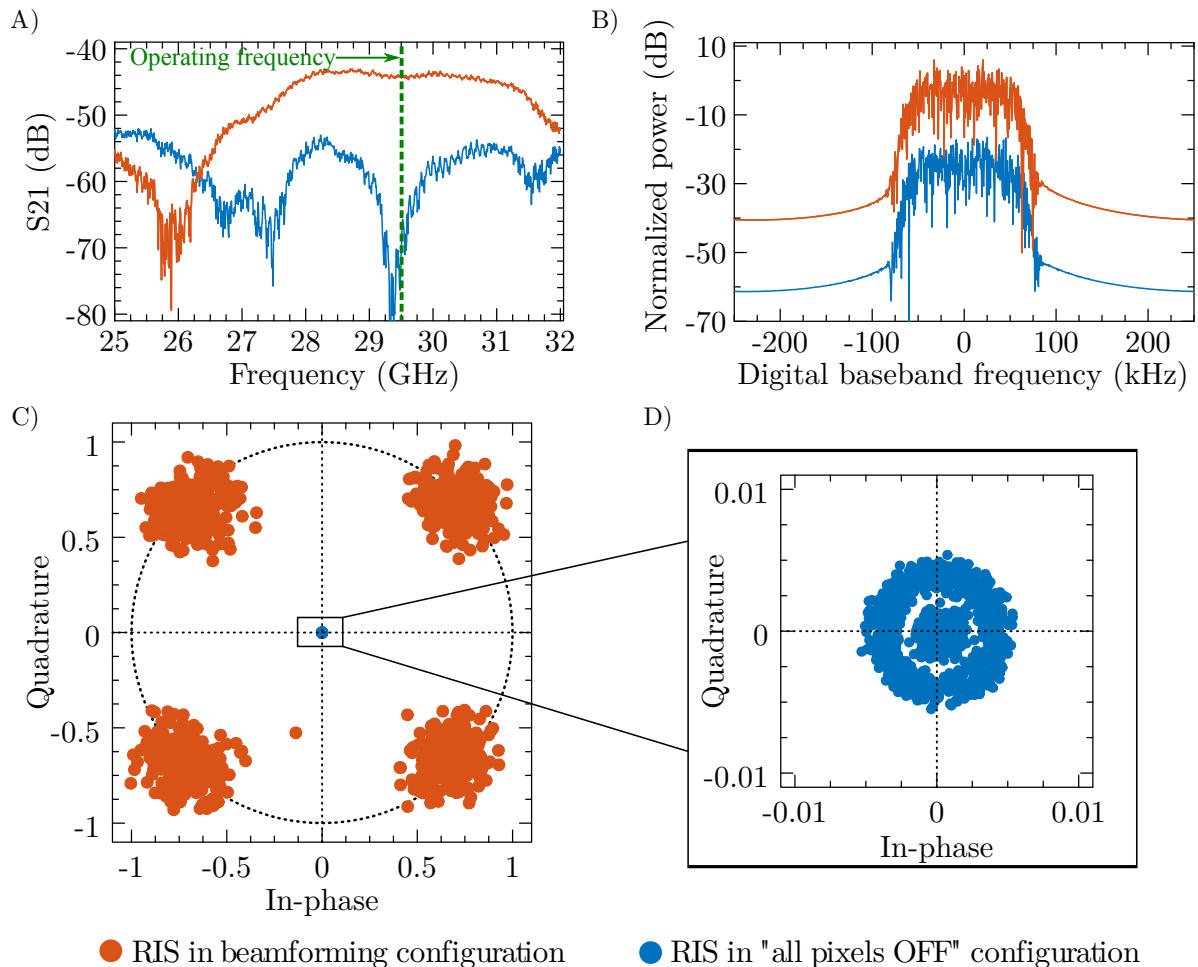 A)
-40
-50
-60
-70
-80
S21 (dB)
Operating frequency
25 26 27 28 29 30 31 32
Frequency (GHz)
B)
10
-10
-30
-50
-70
Normalized power (dB)
-200 -100 0 100 200
Digital baseband frequency (kHz)
C)
1
0.5
0
-0.5
-1
Quadrature
-1 -0.5 0 0.5 1
In-phase
D)
0.01
0
-0.01
Quadrature
-0.01 0 0.01
In-phase
RIS in beamforming configuration
RIS in "all pixels OFF" configuration